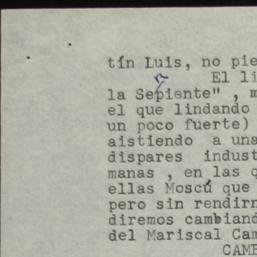 tín Luis, no pie
El li
la Sepiente" , m
el que lindando
un poco fuerte)
aistiendo a una
dispares indust
manas , en las q
ellas Moscú que
pero sin rendirn
diremos cambiand
del Mariscal Cam
CAMB